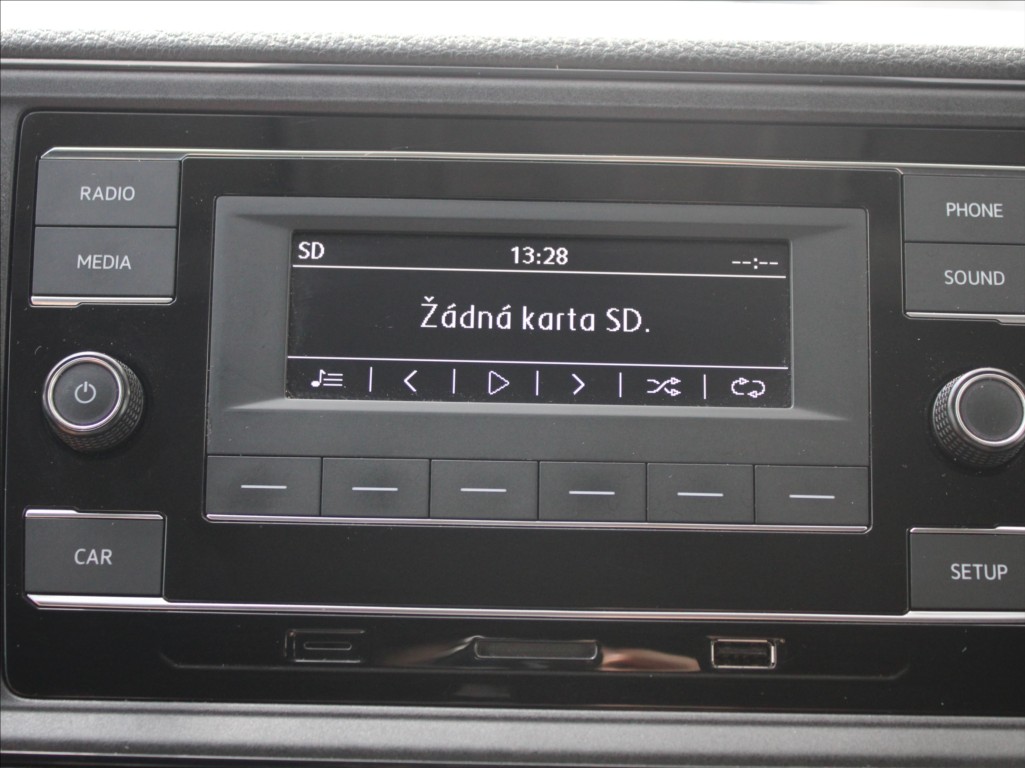 RADIO
MEDIA
SD 13:28 --:--
Žádná karta SD.
PHONE
SOUND
CAR
SETUP